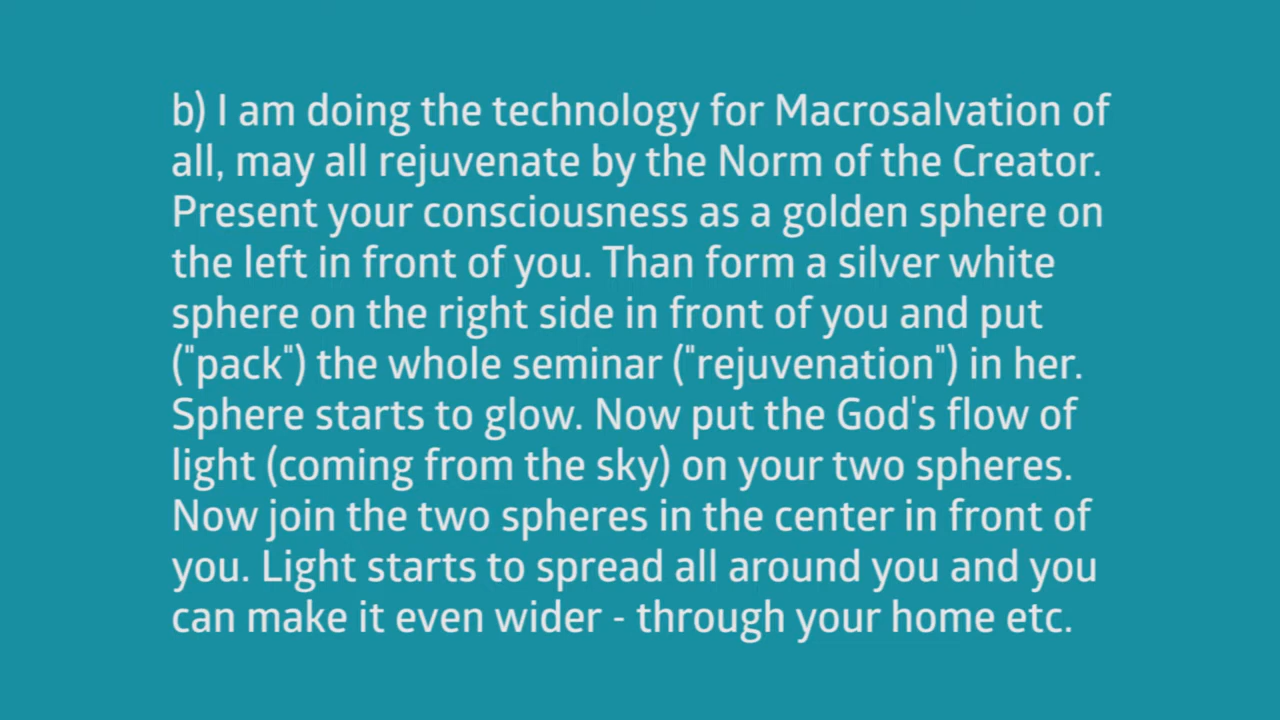 b) I am doing the technology for Macrosalvation of
all, may all rejuvenate by the Norm of the Creator.
Present your consciousness as a golden sphere on
the left in front of you. Than form a silver white
sphere on the right side in front of you and put
("pack") the whole seminar ("rejuvenation") in her.
Sphere starts to glow. Now put the God's flow of
light (coming from the sky) on your two spheres.
Now join the two spheres in the center in front of
you. Light starts to spread all around you and you
can make it even wider - through your home etc.